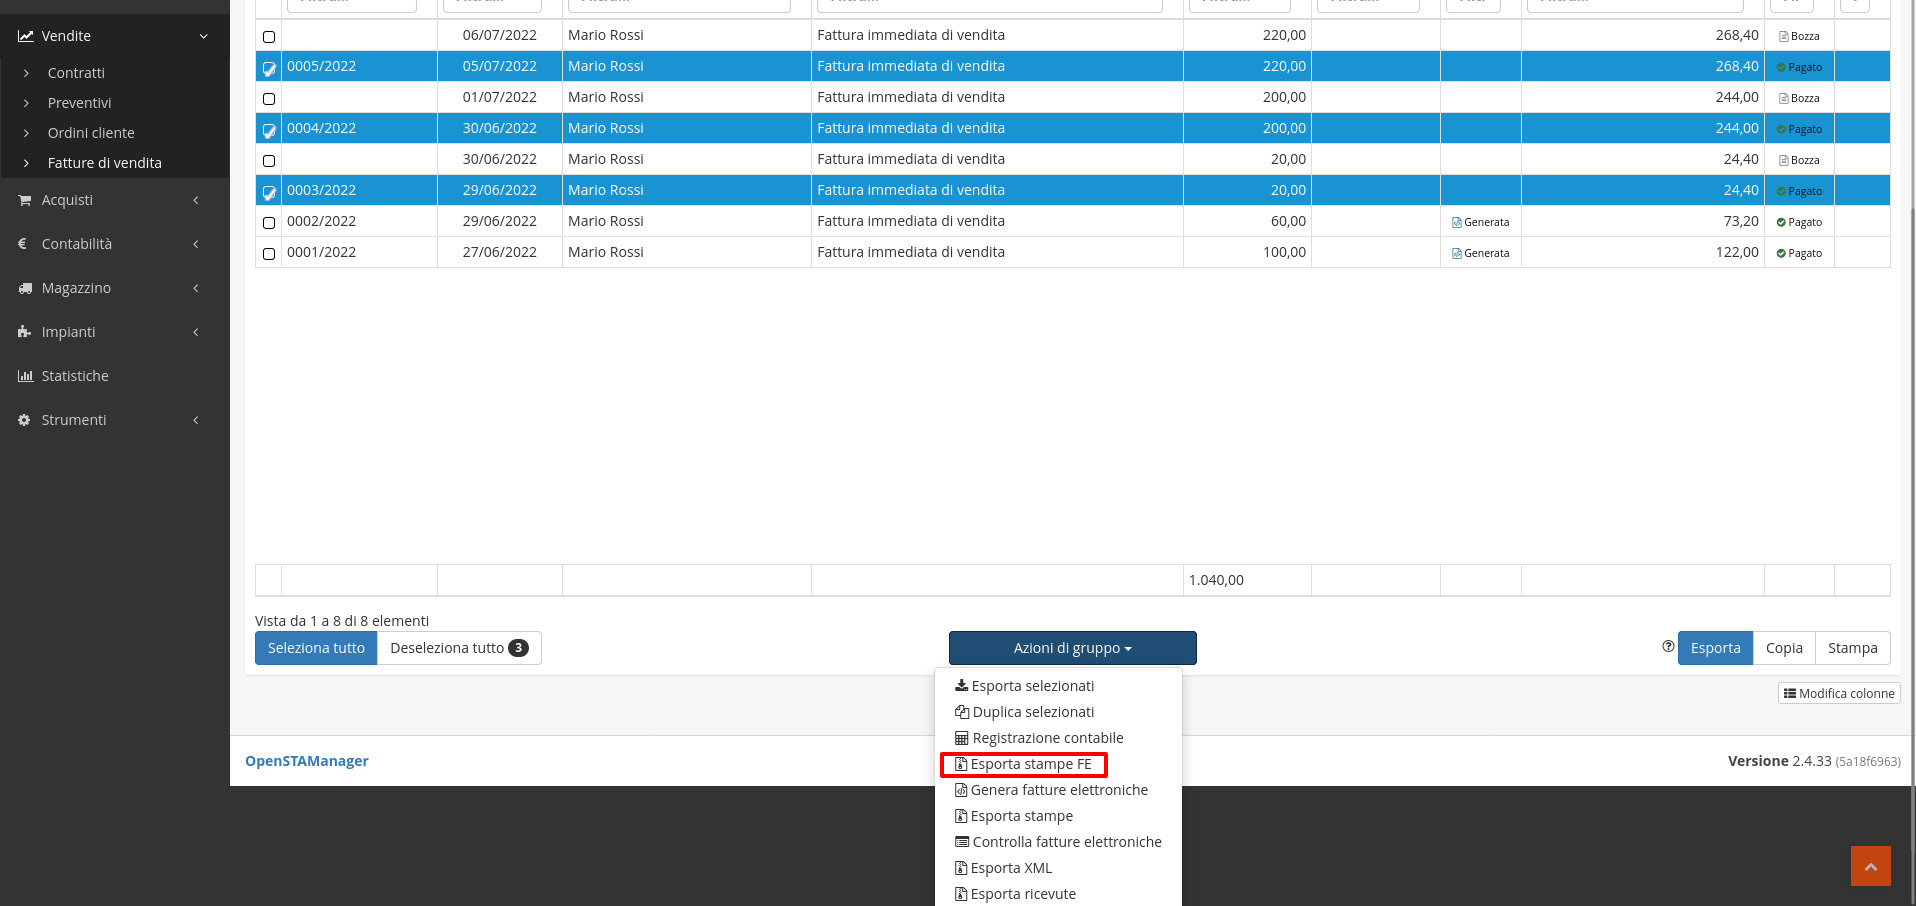 Vendite
Contratti
Preventivi
Ordini cliente
Fatture di vendita
Acquisti
€ Contabilità
Magazzino
Impianti
Statistiche
Strumenti
06/07/2022 Mario Rossi Fattura immediata di vendita 220,00 268,40 Bozza
0005/2022 05/07/2022 Mario Rossi Fattura immediata di vendita 220,00 268,40 Pagato
01/07/2022 Mario Rossi Fattura immediata di vendita 200,00 244,00 Bozza
0004/2022 30/06/2022 Mario Rossi Fattura immediata di vendita 200,00 244,00 Pagato
30/06/2022 Mario Rossi Fattura immediata di vendita 20,00 24,40 Bozza
0003/2022 29/06/2022 Mario Rossi Fattura immediata di vendita 20,00 24,40 Pagato
0002/2022 29/06/2022 Mario Rossi Fattura immediata di vendita 60,00 Generata 73,20 Pagato
0001/2022 27/06/2022 Mario Rossi Fattura immediata di vendita 100,00 Generata 122,00 Pagato
1.040,00
Vista da 1 a 8 di 8 elementi
Seleziona tutto Deseleziona tutto 3 Azioni di gruppo Esporta Copia Stampa
Esporta selezionati
Duplica selezionati
Registrazione contabile
Esporta stampe FE
Genera fatture elettroniche
Esporta stampe
Controlla fatture elettroniche
Esporta XML
Esporta ricevute
Modifica colonne
OpenSTAManager Versione 2.4.33 (5a18f6963)